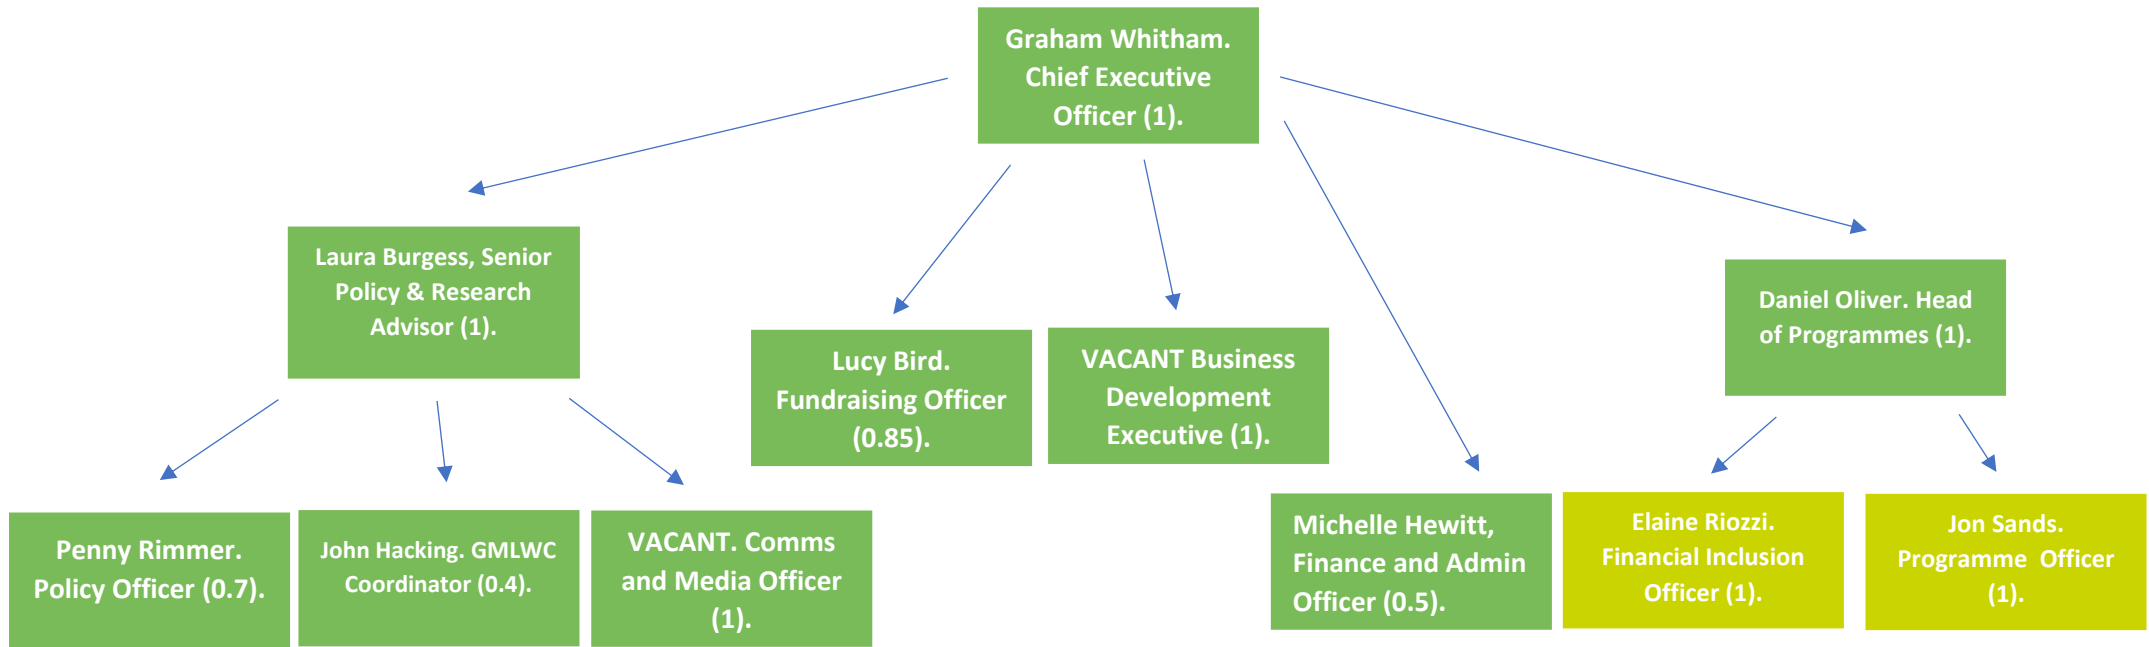 Graham Whitham.
Chief Executive
Officer (1).
Laura Burgess, Senior
Policy & Research
Advisor (1).
Lucy Bird.
Fundraising Officer
(0.85).
VACANT Business
Development
Executive (1).
Daniel Oliver. Head
of Programmes (1).
Penny Rimmer.
Policy Officer (0.7).
John Hacking. GMLWC
Coordinator (0.4).
VACANT. Comms
and Media Officer
(1).
Michelle Hewitt,
Finance and Admin
Officer (0.5).
Elaine Riozzi.
Financial Inclusion
Officer (1).
Jon Sands.
Programme  Officer
(1).